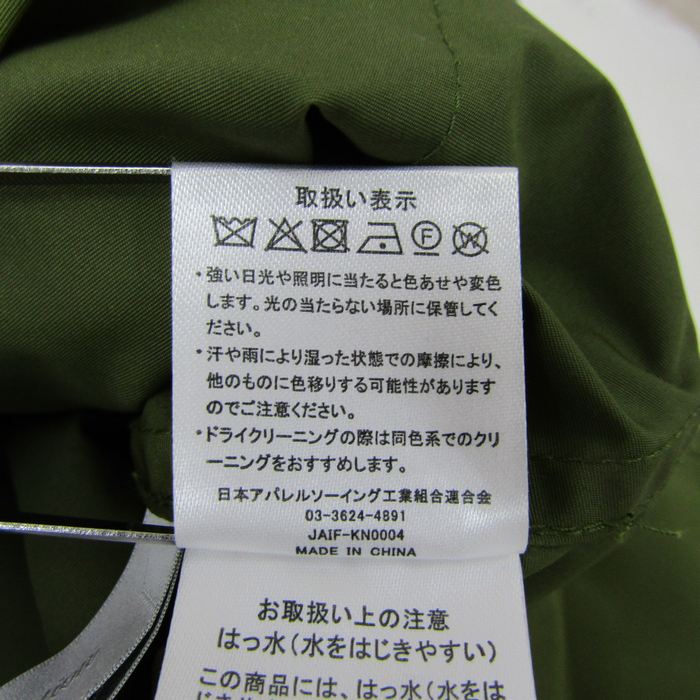 取扱い表示
F W
・強い日光や照明に当たると色あせや変色
します。光の当たらない場所に保管してく
ださい。
・汗や雨により湿った状態での摩擦により、
他のものに色移りする可能性があります
のでご注意ください。
・ドライクリーニングの際は同色系でのクリ
ーニングをおすすめします。
日本アパレルソーイング工業組合連合会
03-3624-4891
JAIF-KN0004
MADE IN CHINA
お取扱い上の注意
はっ水(水をはじきやすい)
この商品には、はっ水(水をは